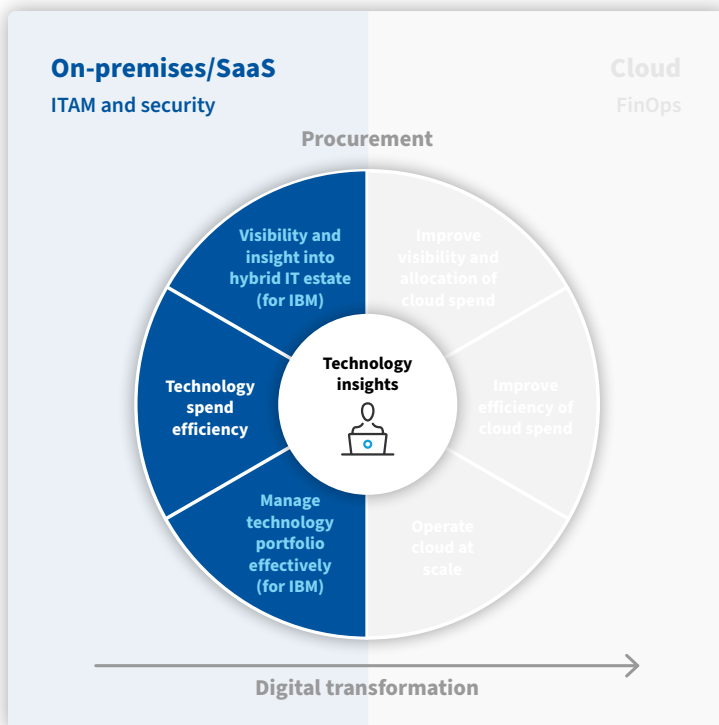 On-premises/SaaS
ITAM and security
Cloud
FinOps
Procurement
Visibility and
insight into
hybrid IT estate
(for IBM)
Improve
visibility and
allocation of
cloud spend
Technology
spend
efficiency
Technology
insights
Improve
efficiency of
cloud spend
Manage
technology
portfolio
effectively
(for IBM)
Operate
cloud at
scale
Digital transformation